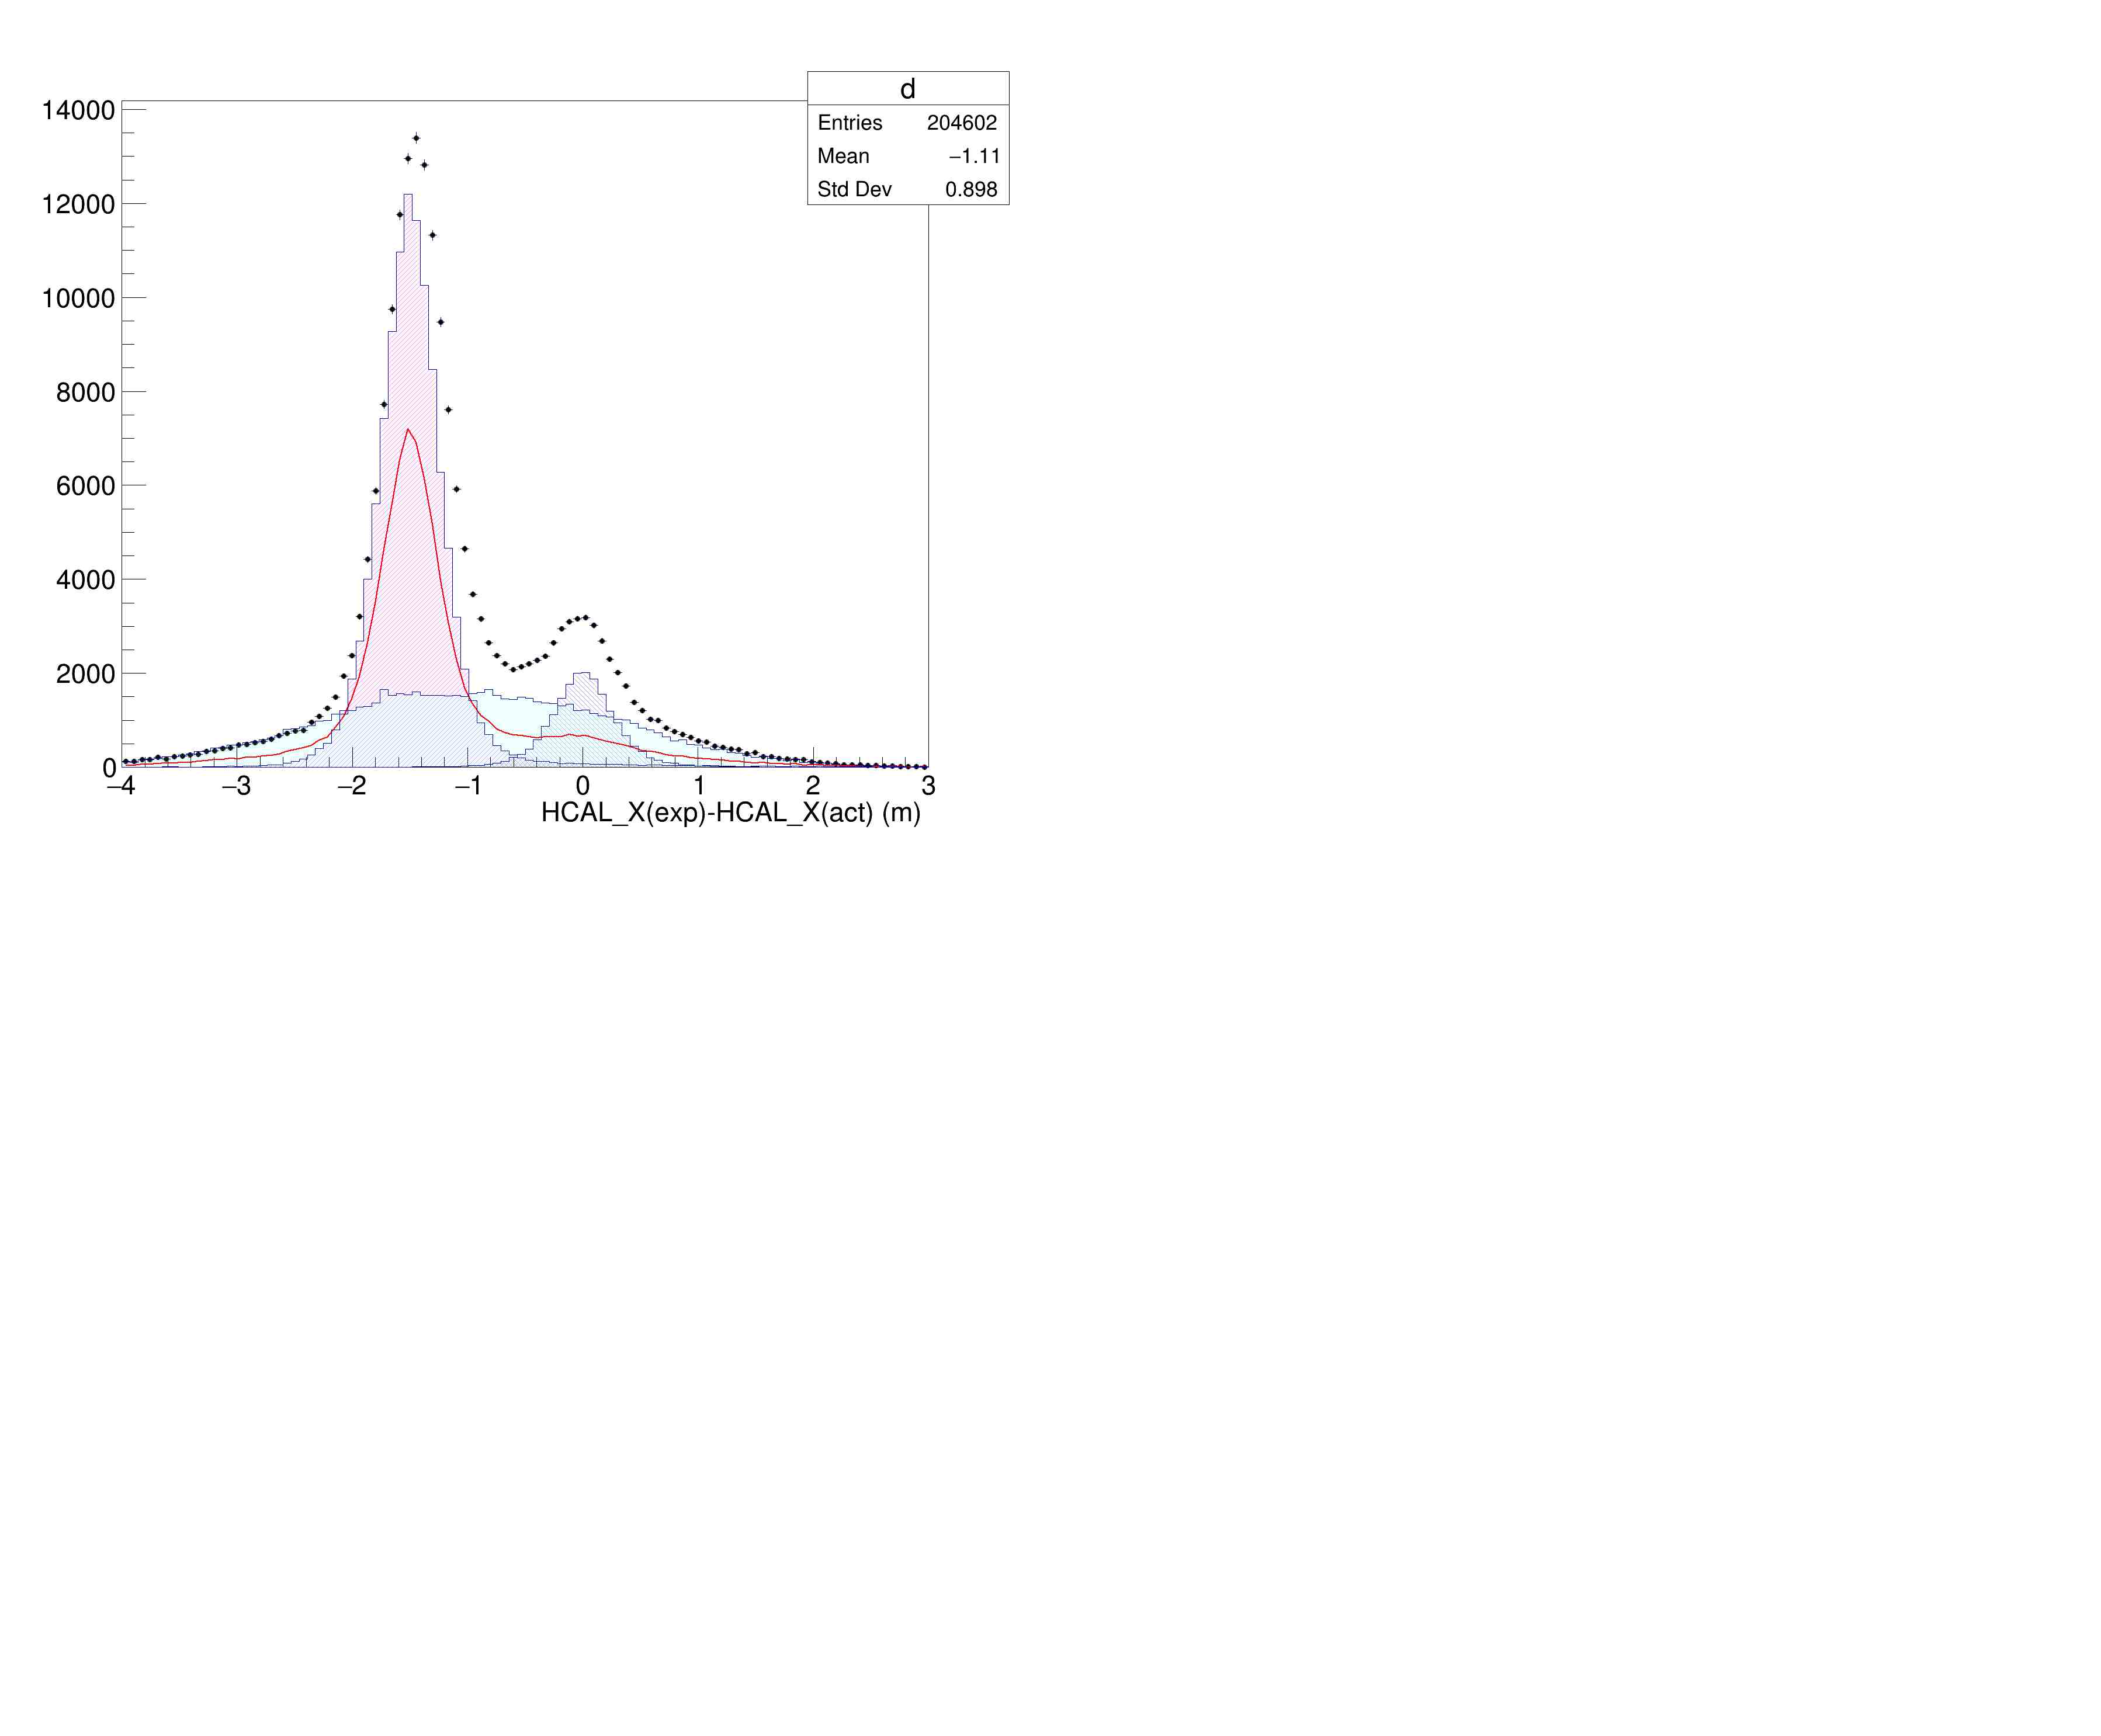 d
Entries 204602
Mean −1.11
Std Dev 0.898
14000
12000
10000
8000
6000
4000
2000
0
−4 −3 −2 −1 0 1 2 3
HCAL_X(exp)-HCAL_X(act) (m)